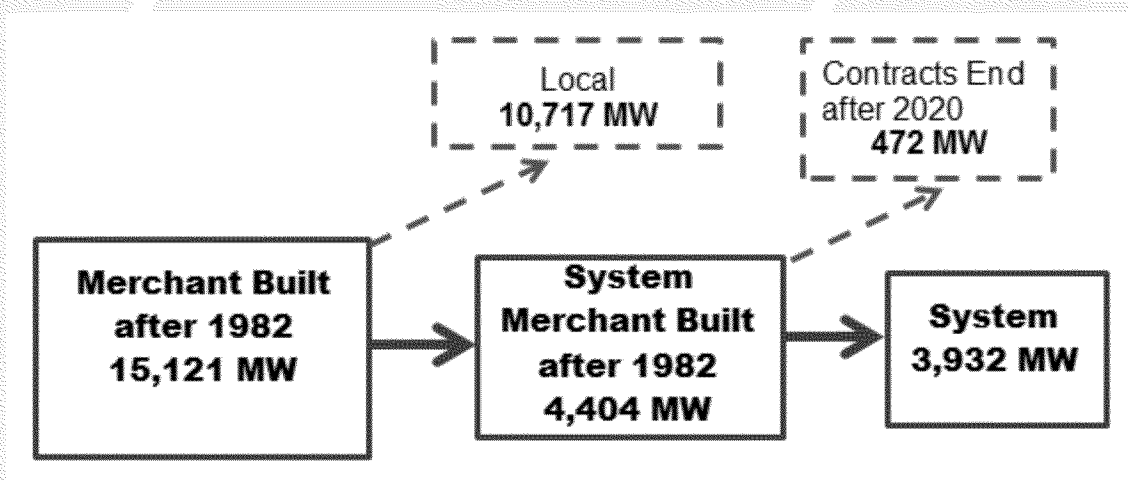 Local
10,717 MW
Contracts End
after 2020
472 MW
Merchant Built
after 1982
15,121 MW
System
Merchant Built
after 1982
4,404 MW
System
3,932 MW